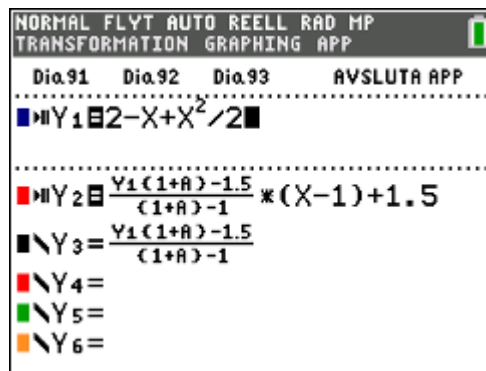 NORMAL FLYT AUTO REELL RAD MP
TRANSFORMATION GRAPHING APP
Dia.91 Dia.92 Dia.93 AVSLUTA APP
Y1=2-X+X²/2
Y2=Y1(1+A)-1.5/(1+A)-1*(X-1)+1.5
Y3=Y1(1+A)-1.5/(1+A)-1
Y4=
Y5=
Y6=